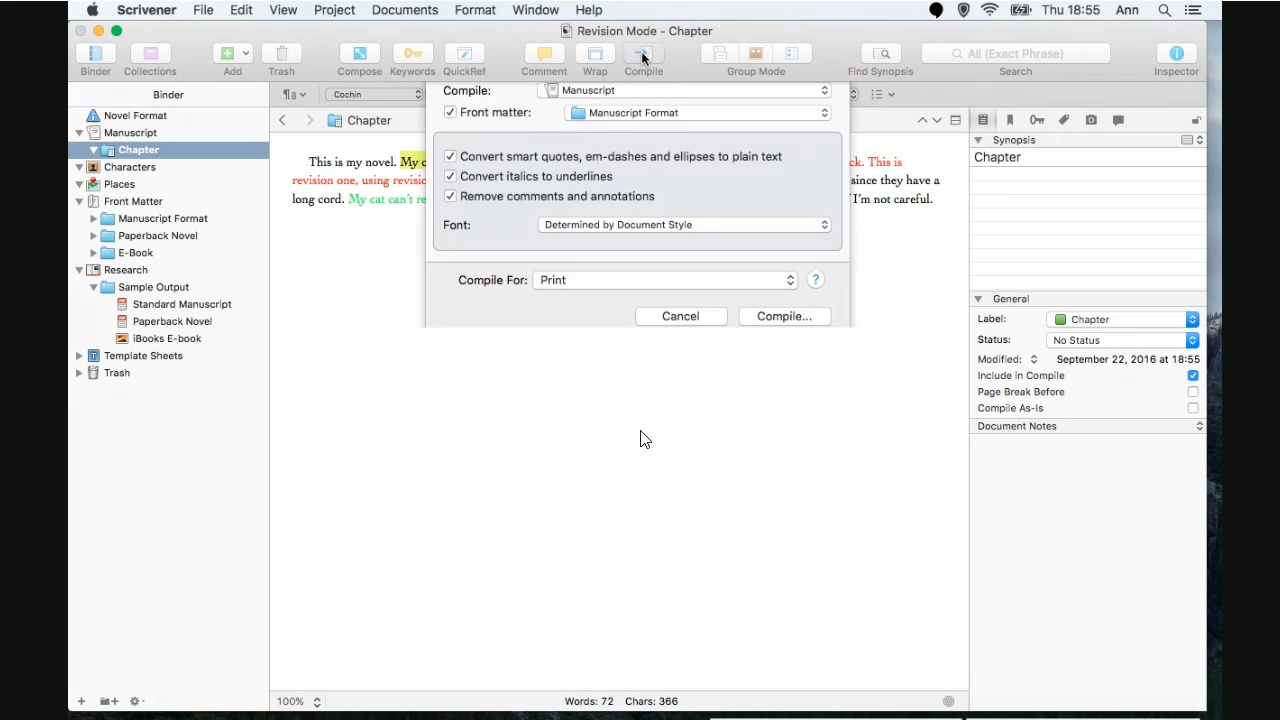 Scrivener File Edit View Project Documents Format Window Help Thu 18:55 Ann
Revision Mode - Chapter
Binder Collections Add Trash Compose Keywords QuickRef Comment Wrap Compile Group Mode Find Synopsis Search Inspector
All (Exact Phrase)
Binder
Novel Format
Manuscript
Chapter
Characters
Places
Front Matter
Manuscript Format
Paperback Novel
E-Book
Research
Sample Output
Standard Manuscript
Paperback Novel
iBooks E-book
Template Sheets
Trash
Cochin
Chapter
This is my novel. My c
revision one, using revisio
long cord. My cat can't re
ck. This is
since they have a
I'm not careful.
Compile: Manuscript
Front matter: Manuscript Format
Convert smart quotes, em-dashes and ellipses to plain text
Convert italics to underlines
Remove comments and annotations
Font: Determined by Document Style
Compile For: Print ?
Cancel Compile...
Synopsis
Chapter
General
Label: Chapter
Status: No Status
Modified: September 22, 2016 at 18:55
Include in Compile
Page Break Before
Compile As-Is
Document Notes
100% Words: 72 Chars: 366